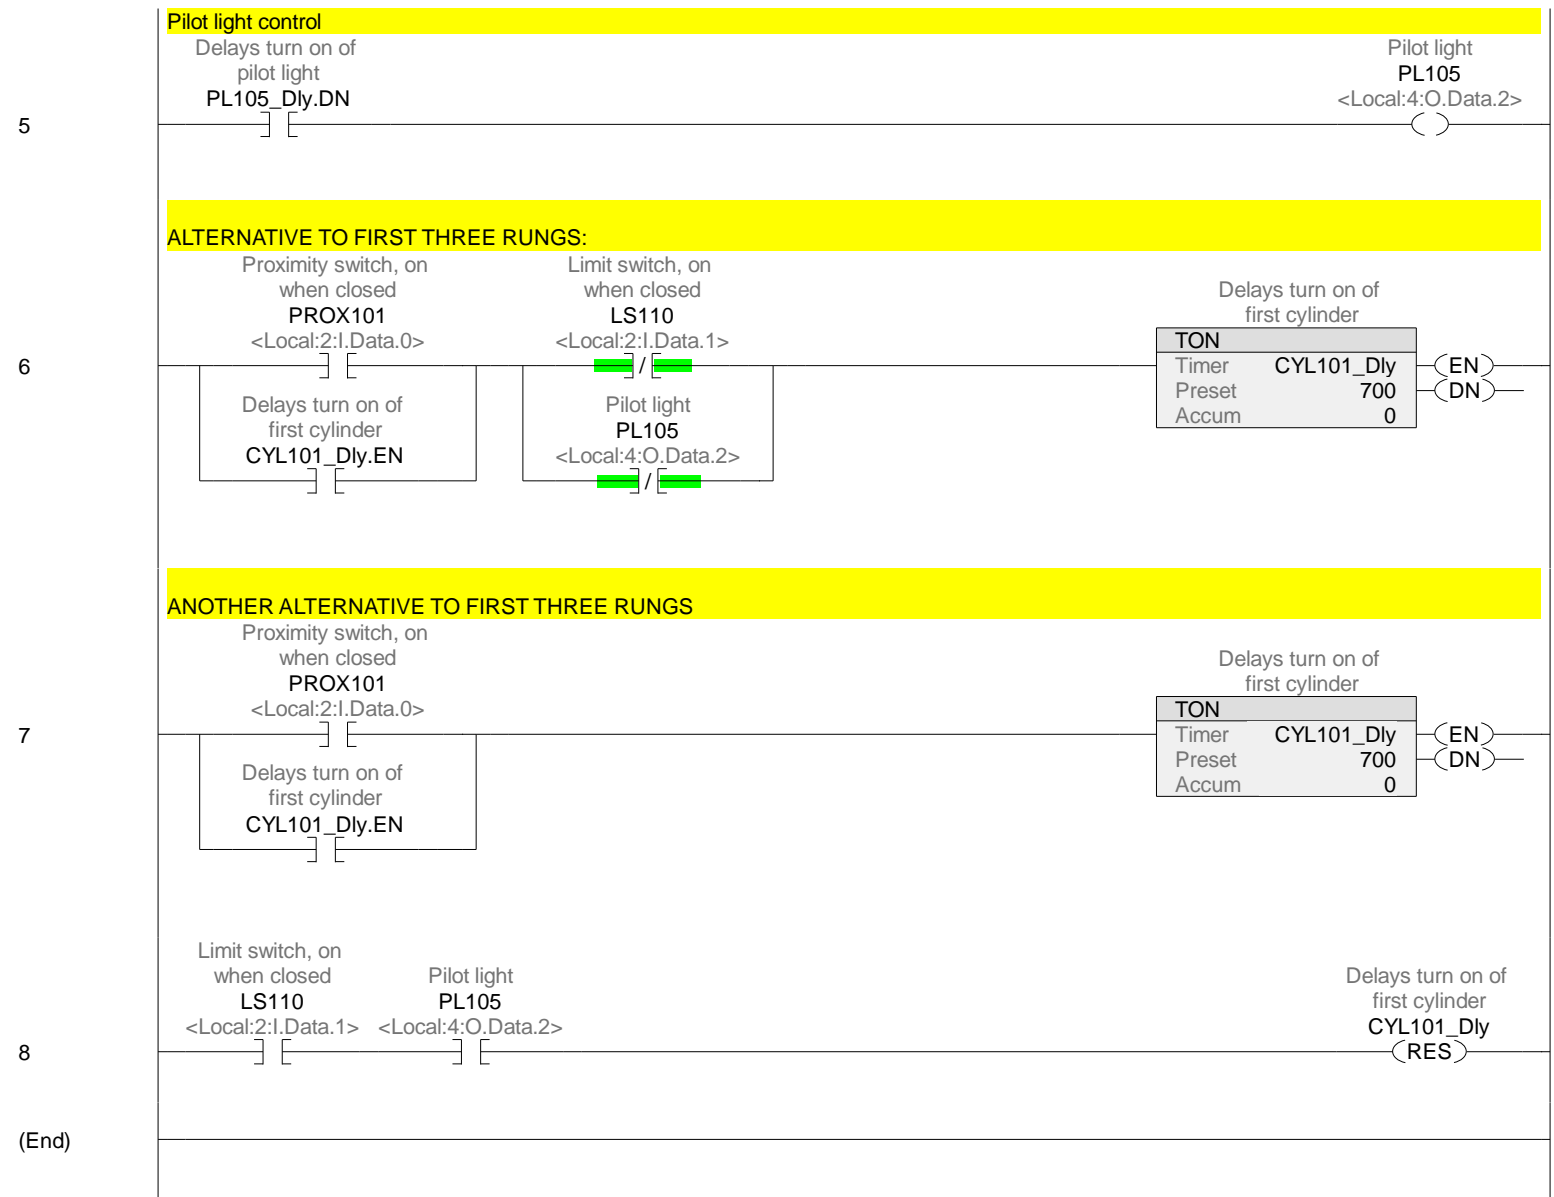 Pilot light control
Delays turn on of
pilot light
PL105_Dly.DN
Pilot light
PL105
<Local:4:O.Data.2>
5
ALTERNATIVE TO FIRST THREE RUNGS:
Proximity switch, on
when closed
PROX101
<Local:2:I.Data.0>
Limit switch, on
when closed
LS110
<Local:2:I.Data.1>
/
Delays turn on of
first cylinder
TON
Timer CYL101_Dly
Preset 700
Accum 0
EN
DN
6
Delays turn on of
first cylinder
CYL101_Dly.EN
Pilot light
PL105
<Local:4:O.Data.2>
/
ANOTHER ALTERNATIVE TO FIRST THREE RUNGS
Proximity switch, on
when closed
PROX101
<Local:2:I.Data.0>
Delays turn on of
first cylinder
TON
Timer CYL101_Dly
Preset 700
Accum 0
EN
DN
7
Delays turn on of
first cylinder
CYL101_Dly.EN
Limit switch, on
when closed
LS110
<Local:2:I.Data.1>
Pilot light
PL105
<Local:4:O.Data.2>
Delays turn on of
first cylinder
CYL101_Dly
RES
8
(End)